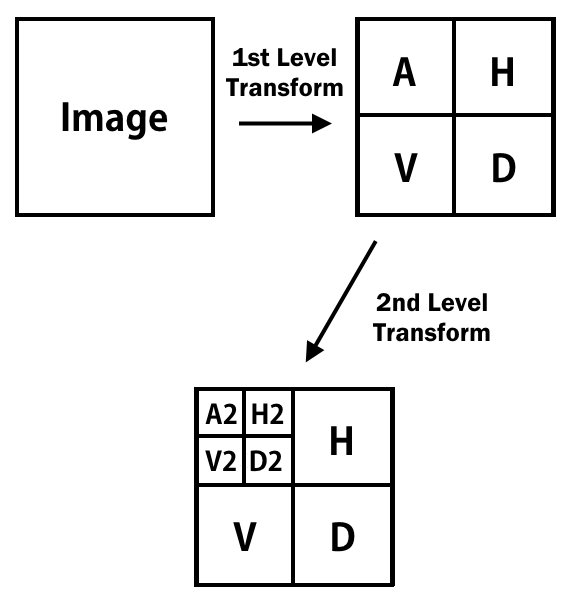 Image
1st Level
Transform
A H
V D
2nd Level
Transform
A2 H2
V2 D2
H
V D